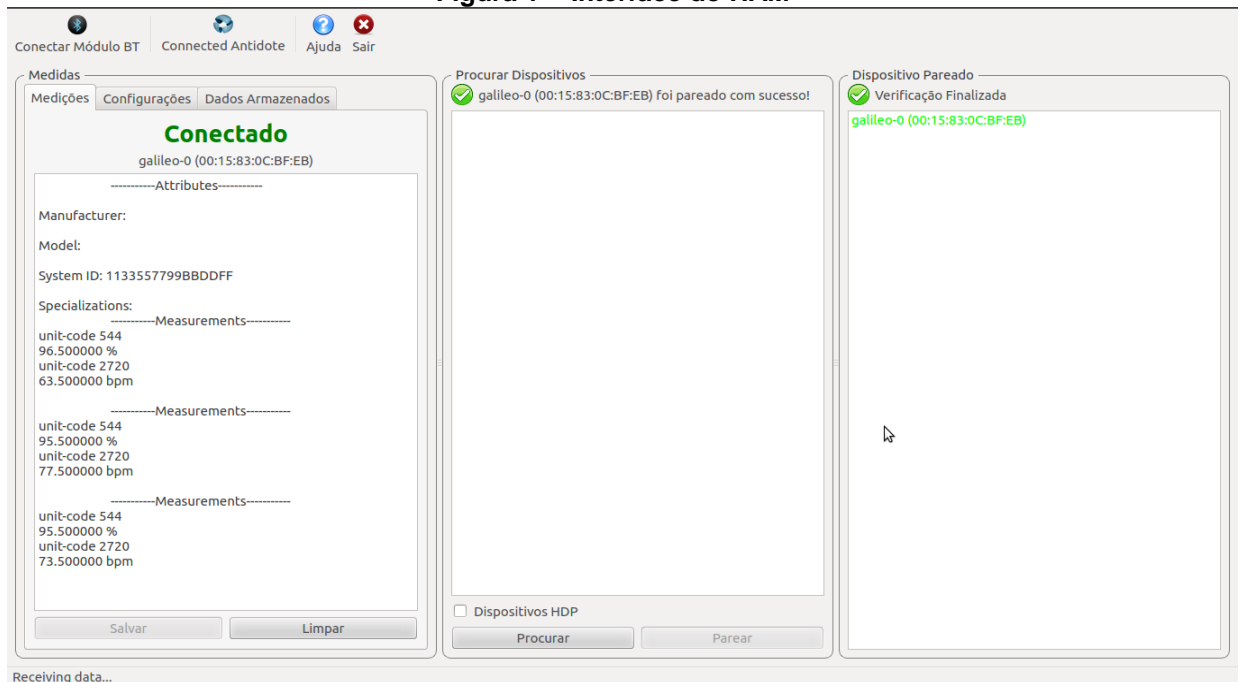 Conectar Módulo BT
Connected Antidote
Ajuda
Sair
Medidas
Medições
Configurações
Dados Armazenados
Conectado
galileo-0 (00:15:83:0C:BF:EB)
-----------Attributes-----------
Manufacturer:
Model:
System ID: 1133557799BBDDFF
Specializations:
-----------Measurements-----------
unit-code 544
96.500000 %
unit-code 2720
63.500000 bpm
-----------Measurements-----------
unit-code 544
95.500000 %
unit-code 2720
77.500000 bpm
-----------Measurements-----------
unit-code 544
95.500000 %
unit-code 2720
73.500000 bpm
Salvar
Limpar
Procurar Dispositivos
galileo-0 (00:15:83:0C:BF:EB) foi pareado com sucesso!
Dispositivos HDP
Procurar
Parear
Dispositivo Pareado
Verificação Finalizada
galileo-0 (00:15:83:0C:BF:EB)
Receiving data...